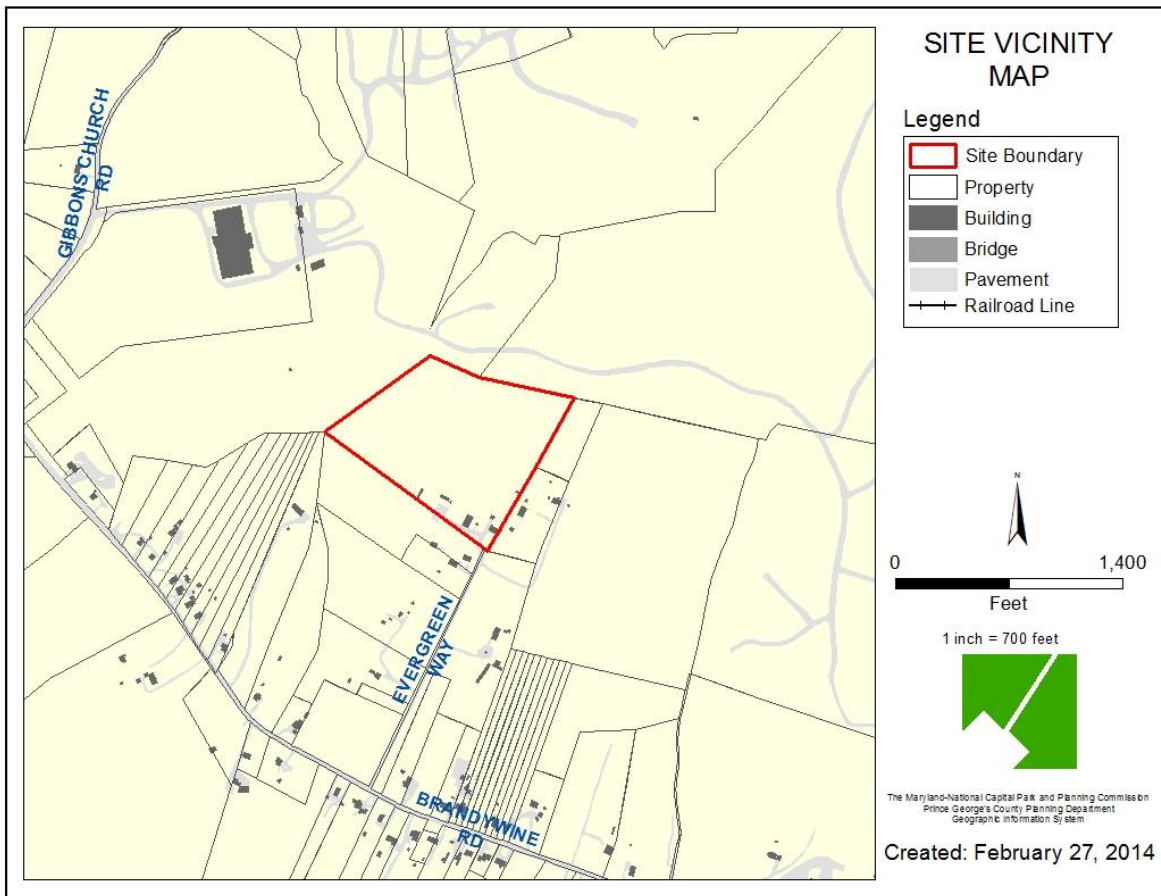 GIBBONS CHURCH
RD
EVERGREEN
WAY
BRANDYWINE
RD
SITE VICINITY
MAP
Legend
Site Boundary
Property
Building
Bridge
Pavement
Railroad Line
N
0 1,400
Feet
1 inch = 700 feet
The Maryland-National Capital Park and Planning Commission
Prince George's County Planning Department
Geographic Information System
Created: February 27, 2014